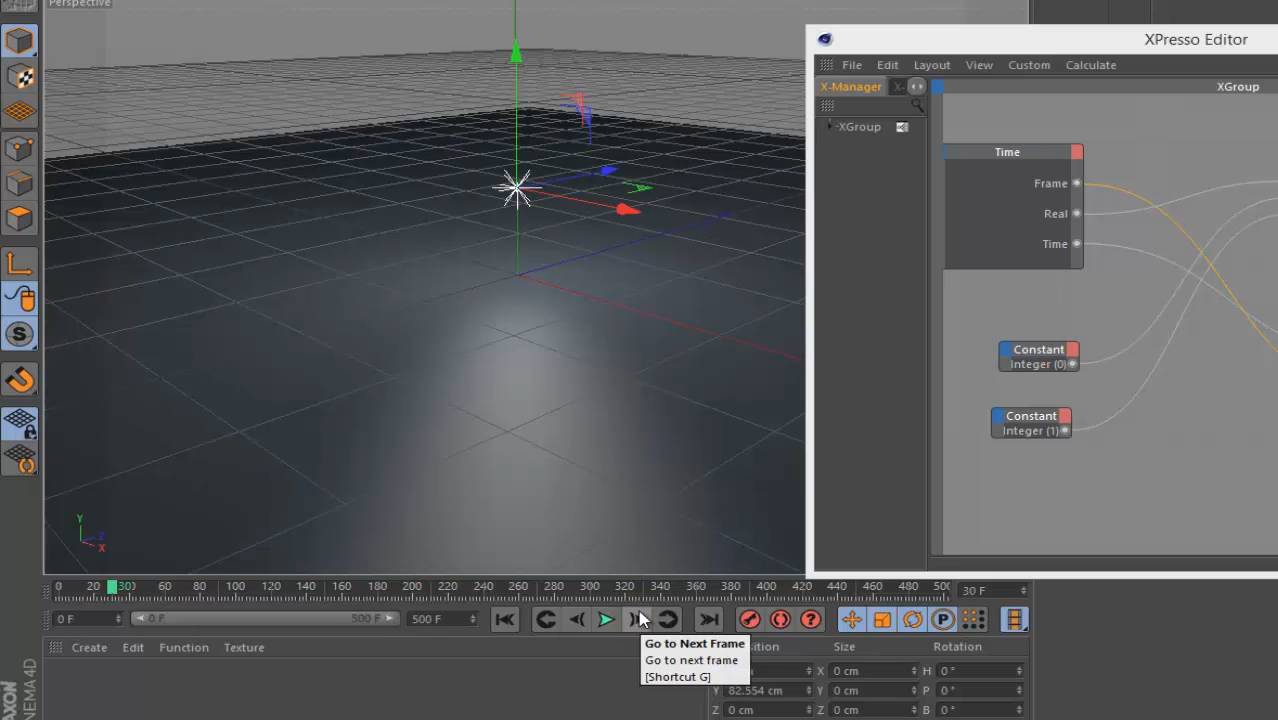 Perspective
XPresso Editor
File Edit Layout View Custom Calculate
X-Manager X-
XGroup
XGroup
Time
Frame
Real
Time
Constant
Integer (0)
Constant
Integer (1)
Y
Z
X
0 20 30 60 80 100 120 140 160 180 200 220 240 260 280 300 320 340 360 380 400 420 440 460 480 500
30 F
0 F
0 F
500 F
500 F
P
Go to Next Frame
Go to next frame
[Shortcut G]
Create Edit Function Texture
Size Rotation
X 0 cm H 0 °
Y 82.554 cm Y 0 cm P 0 °
Z 0 cm Z 0 cm B 0 °